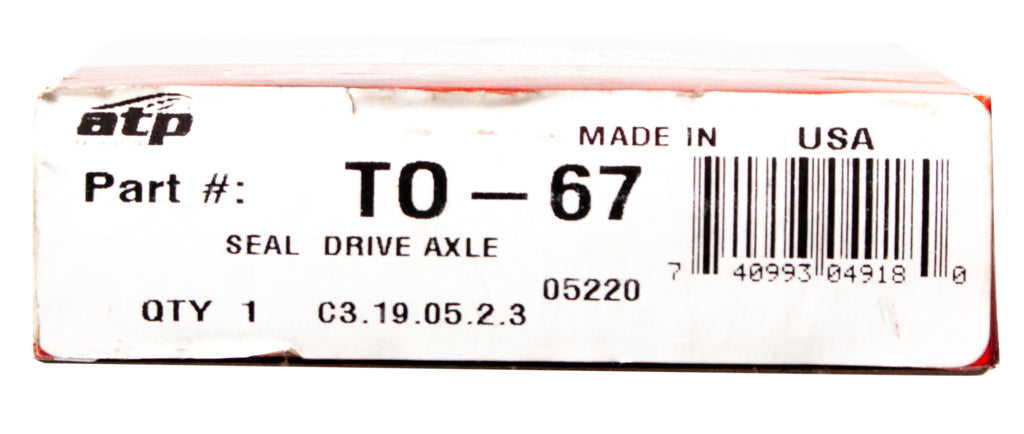 atp
MADE IN USA
Part #: TO - 67
SEAL DRIVE AXLE
05220
7 40993 04918 0
QTY 1 C3.19.05.2.3